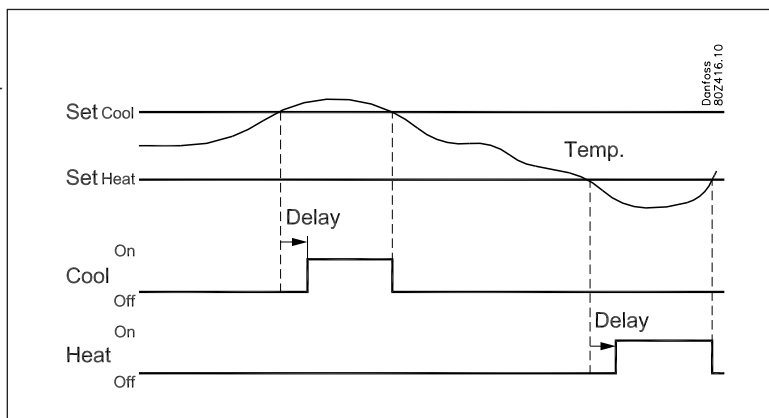 Danfoss
80Z416.10
Set Cool
Temp.
Set Heat
Delay
On
Cool
Off
Delay
On
Heat
Off